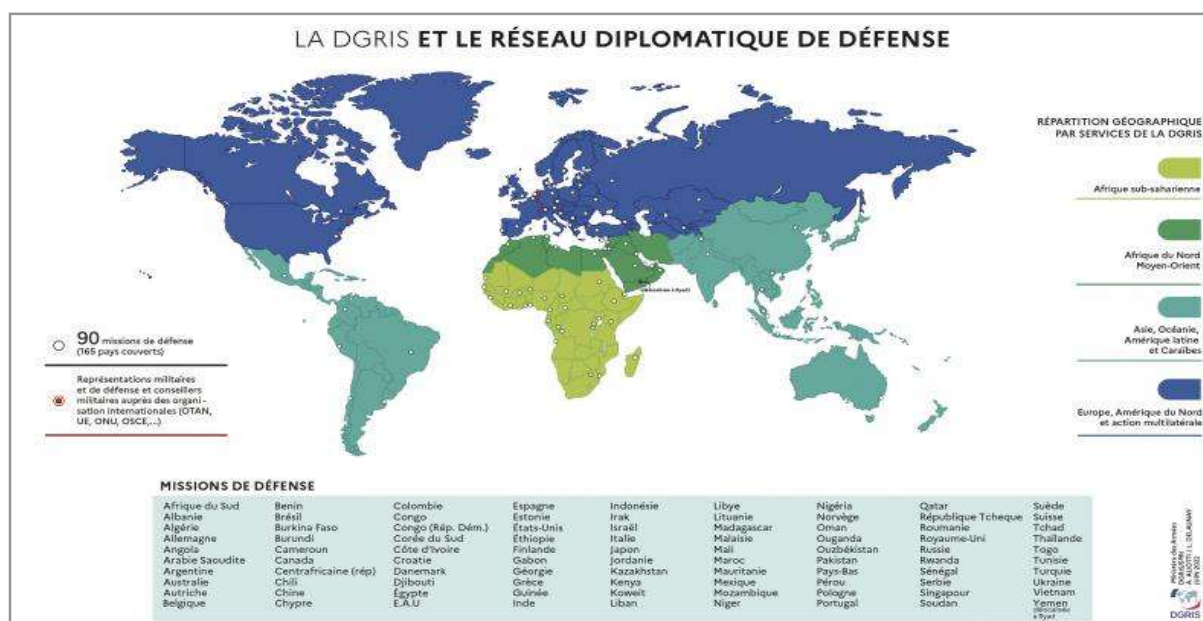 LA DGRIS ET LE RÉSEAU DIPLOMATIQUE DE DÉFENSE
RÉPARTITION GÉOGRAPHIQUE
PAR SERVICES DE LA DGRIS
Afrique sub-saharienne
Afrique du Nord
Moyen-Orient
Asie, Océanie,
Amérique latine
et Caraïbes
Europe, Amérique du Nord
et action multilatérale
90 missions de défense
(165 pays couverts)
Représentations militaires
et de défense et conseillers
militaires auprès des organi-
sation internationales (OTAN,
UE, ONU, OSCE,...)
MISSIONS DE DÉFENSE
Afrique du Sud
Albanie
Algérie
Allemagne
Angola
Arabie Saoudite
Argentine
Australie
Autriche
Belgique
Benin
Brésil
Burkina Faso
Burundi
Cameroun
Canada
Centrafricaine (rép)
Chili
Chine
Chypre
Colombie
Congo
Congo (Rép. Dém.)
Corée du Sud
Côte d'Ivoire
Croatie
Danemark
Djibouti
Égypte
E.A.U
Espagne
Estonie
États-Unis
Éthiopie
Finlande
Gabon
Géorgie
Grèce
Guinée
Inde
Indonésie
Irak
Israël
Italie
Japon
Jordanie
Kazakhstan
Kenya
Koweit
Liban
Libye
Lituanie
Madagascar
Malaisie
Mali
Maroc
Mauritanie
Mexique
Mozambique
Niger
Nigéria
Norvège
Oman
Ouganda
Ouzbékistan
Pakistan
Pays-Bas
Pérou
Pologne
Portugal
Qatar
République Tcheque
Roumanie
Royaume-Uni
Russie
Rwanda
Sénégal
Serbie
Singapour
Soudan
Suède
Suisse
Tchad
Thaïlande
Togo
Tunisie
Turquie
Ukraine
Vietnam
Yemen
(délocalisée
à Ryad)
Ministère des Armées
DGRIS